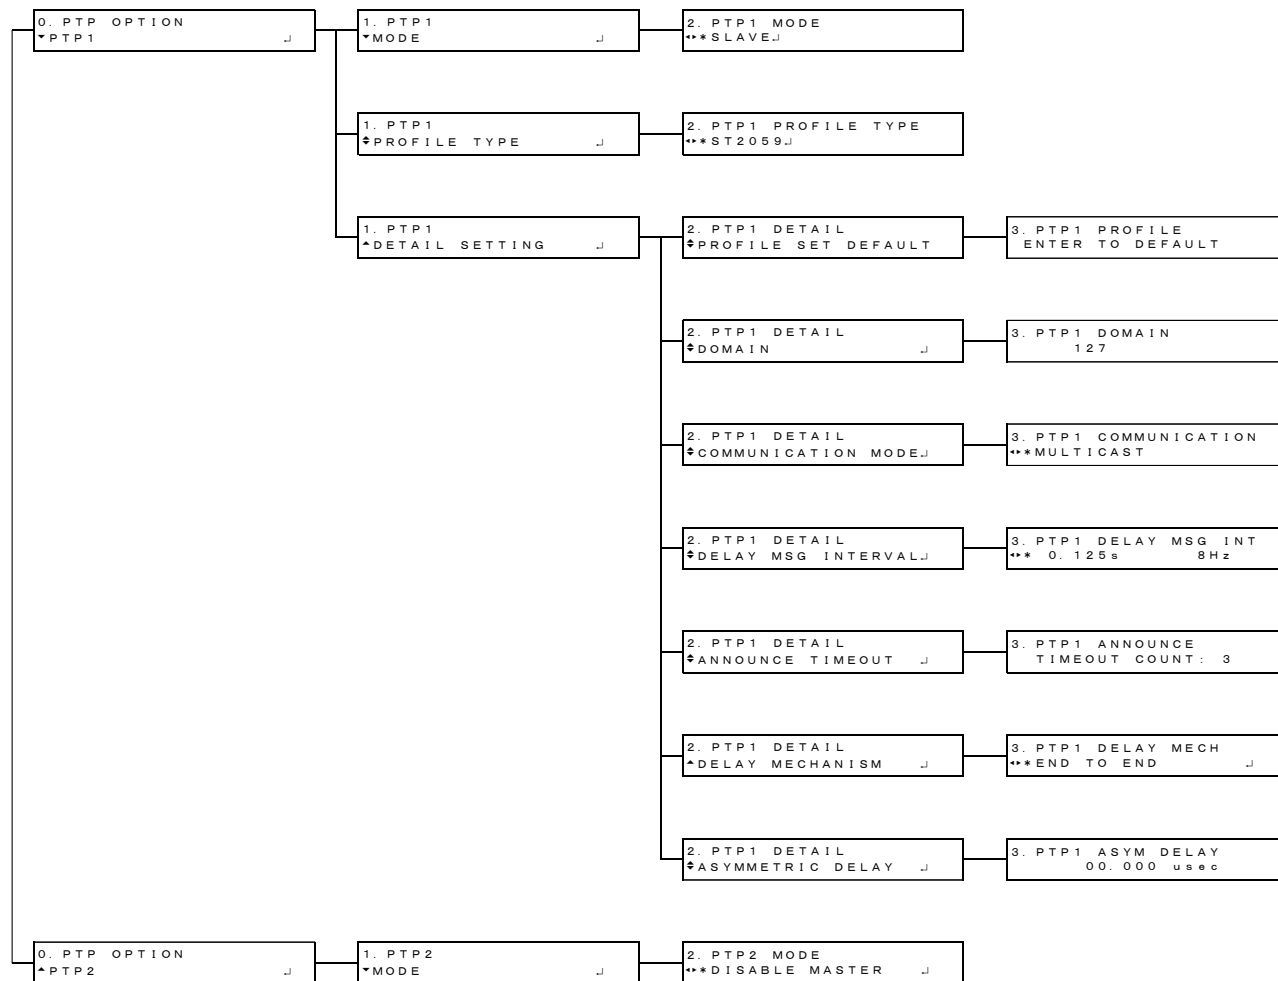 0. PTP OPTION
PTP1 ↲
1. PTP1
MODE ↲
2. PTP1 MODE
*SLAVE↲
1. PTP1
PROFILE TYPE ↲
2. PTP1 PROFILE TYPE
*ST2059↲
1. PTP1
DETAIL SETTING ↲
2. PTP1 DETAIL
PROFILE SET DEFAULT
3. PTP1 PROFILE
ENTER TO DEFAULT
2. PTP1 DETAIL
DOMAIN ↲
3. PTP1 DOMAIN
127
2. PTP1 DETAIL
COMMUNICATION MODE↲
3. PTP1 COMMUNICATION
*MULTICAST
2. PTP1 DETAIL
DELAY MSG INTERVAL↲
3. PTP1 DELAY MSG INT
* 0.125s 8Hz
2. PTP1 DETAIL
ANNOUNCE TIMEOUT ↲
3. PTP1 ANNOUNCE
TIMEOUT COUNT: 3
2. PTP1 DETAIL
DELAY MECHANISM ↲
3. PTP1 DELAY MECH
*END TO END ↲
2. PTP1 DETAIL
ASYMMETRIC DELAY ↲
3. PTP1 ASYM DELAY
00.000 usec
0. PTP OPTION
PTP2 ↲
1. PTP2
MODE ↲
2. PTP2 MODE
*DISABLE MASTER ↲